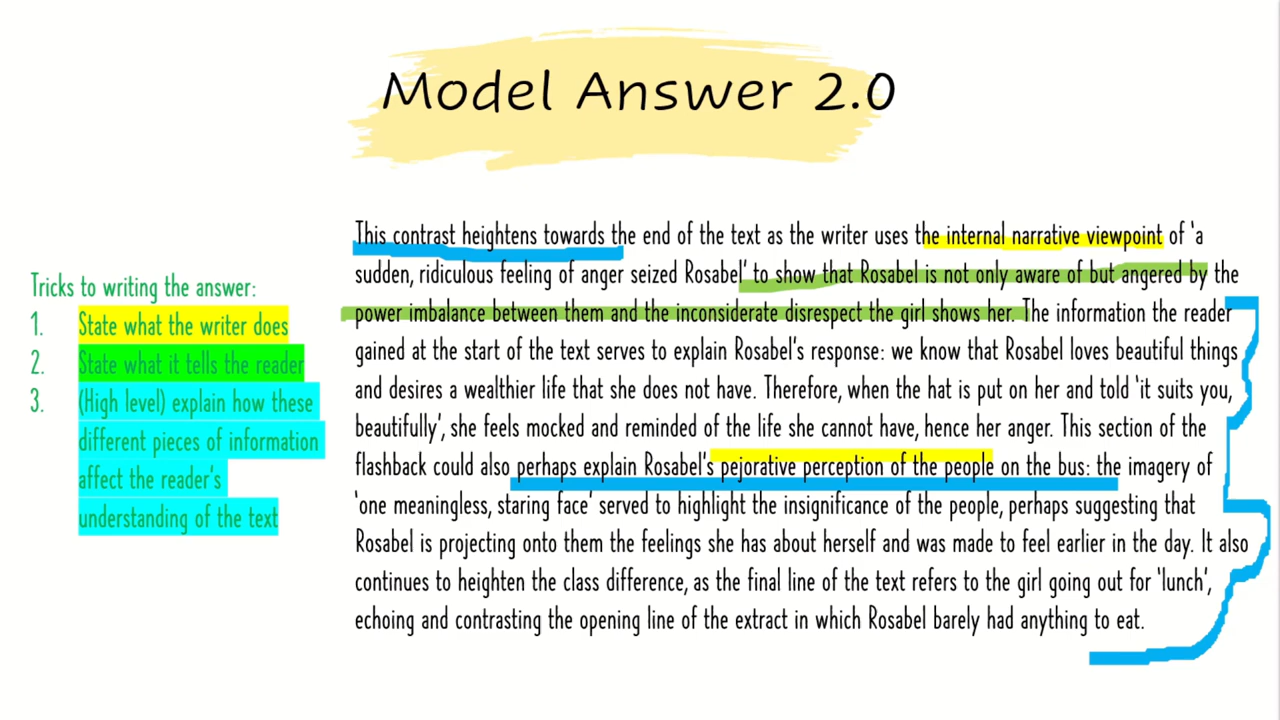 Model Answer 2.0
Tricks to writing the answer:
1. State what the writer does
2. State what it tells the reader
3. (High level) explain how these
different pieces of information
affect the reader's
understanding of the text
This contrast heightens towards the end of the text as the writer uses the internal narrative viewpoint of 'a
sudden, ridiculous feeling of anger seized Rosabel' to show that Rosabel is not only aware of but angered by the
power imbalance between them and the inconsiderate disrespect the girl shows her. The information the reader
gained at the start of the text serves to explain Rosabel's response: we know that Rosabel loves beautiful things
and desires a wealthier life that she does not have. Therefore, when the hat is put on her and told 'it suits you,
beautifully', she feels mocked and reminded of the life she cannot have, hence her anger. This section of the
flashback could also perhaps explain Rosabel's pejorative perception of the people on the bus: the imagery of
'one meaningless, staring face' served to highlight the insignificance of the people, perhaps suggesting that
Rosabel is projecting onto them the feelings she has about herself and was made to feel earlier in the day. It also
continues to heighten the class difference, as the final line of the text refers to the girl going out for 'lunch',
echoing and contrasting the opening line of the extract in which Rosabel barely had anything to eat.